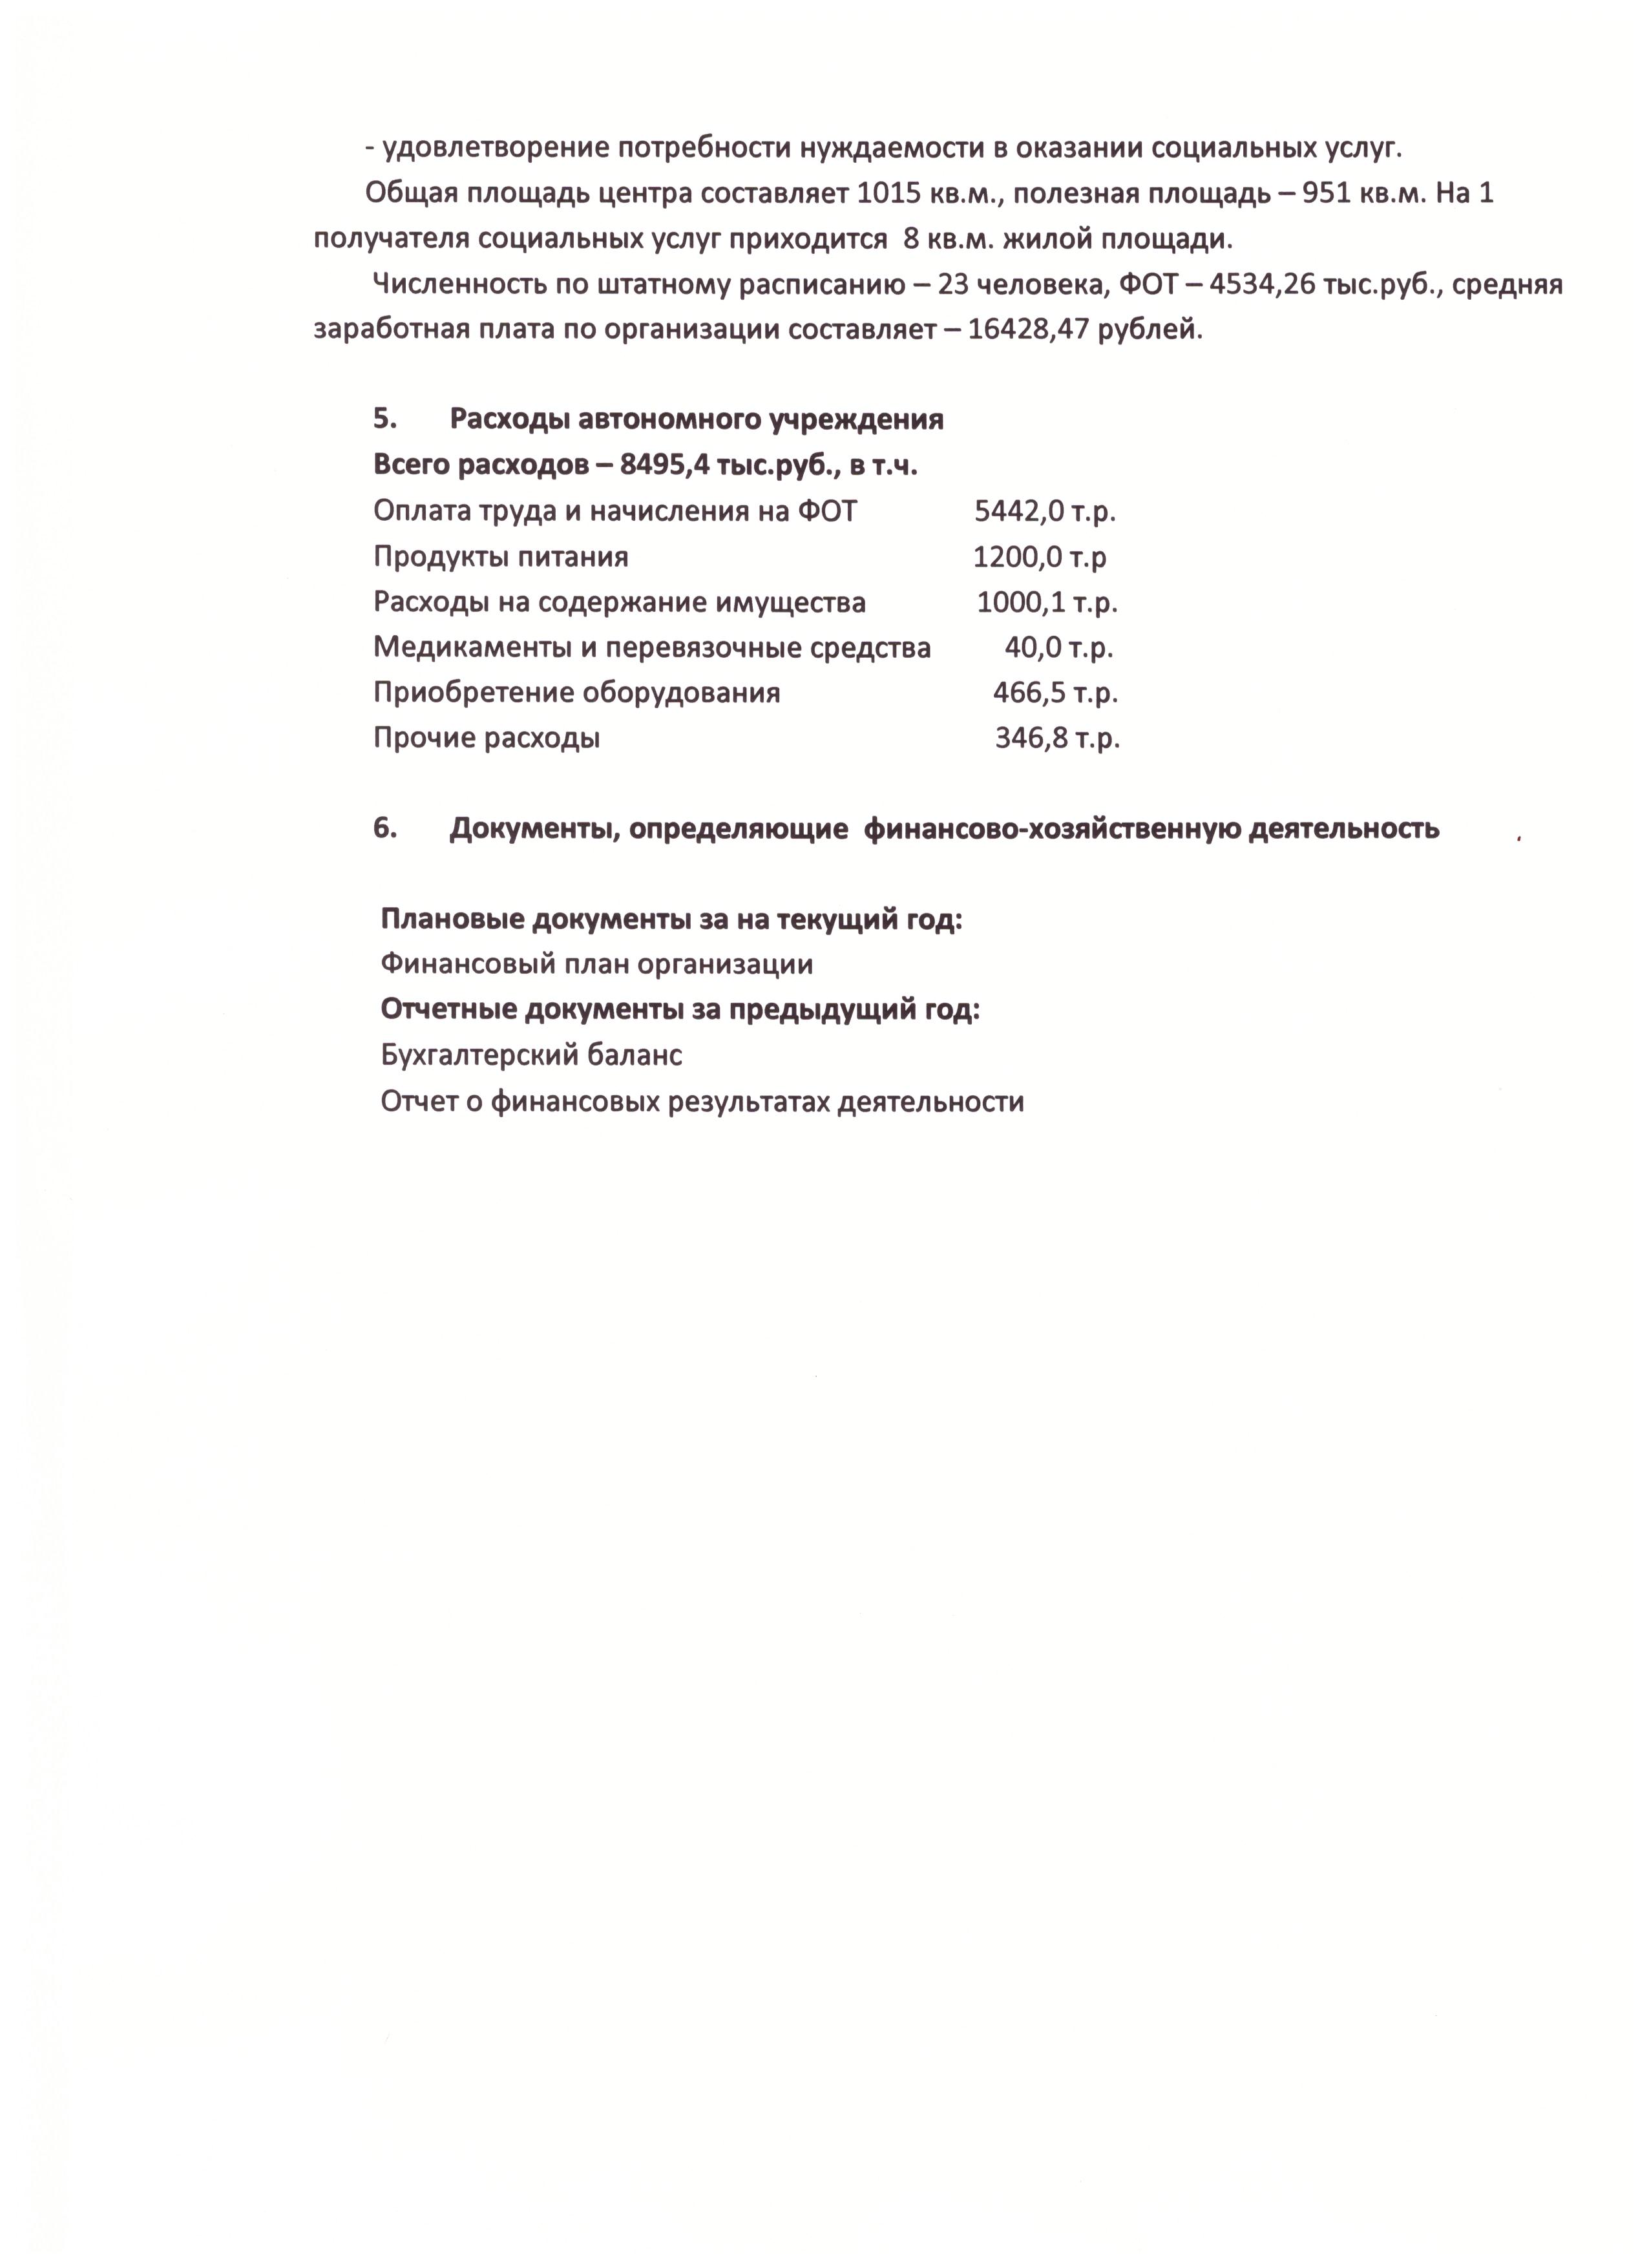 - удовлетворение потребности нуждаемости в оказании социальных услуг.
Общая площадь центра составляет 1015 кв.м., полезная площадь – 951 кв.м. На 1
получателя социальных услуг приходится 8 кв.м. жилой площади.
Численность по штатному расписанию – 23 человека, ФОТ – 4534,26 тыс.руб., средняя
заработная плата по организации составляет – 16428,47 рублей.
5. Расходы автономного учреждения
Всего расходов – 8495,4 тыс.руб., в т.ч.
Оплата труда и начисления на ФОТ 5442,0 т.р.
Продукты питания 1200,0 т.р
Расходы на содержание имущества 1000,1 т.р.
Медикаменты и перевязочные средства 40,0 т.р.
Приобретение оборудования 466,5 т.р.
Прочие расходы 346,8 т.р.
6. Документы, определяющие финансово-хозяйственную деятельность
Плановые документы за на текущий год:
Финансовый план организации
Отчетные документы за предыдущий год:
Бухгалтерский баланс
Отчет о финансовых результатах деятельности